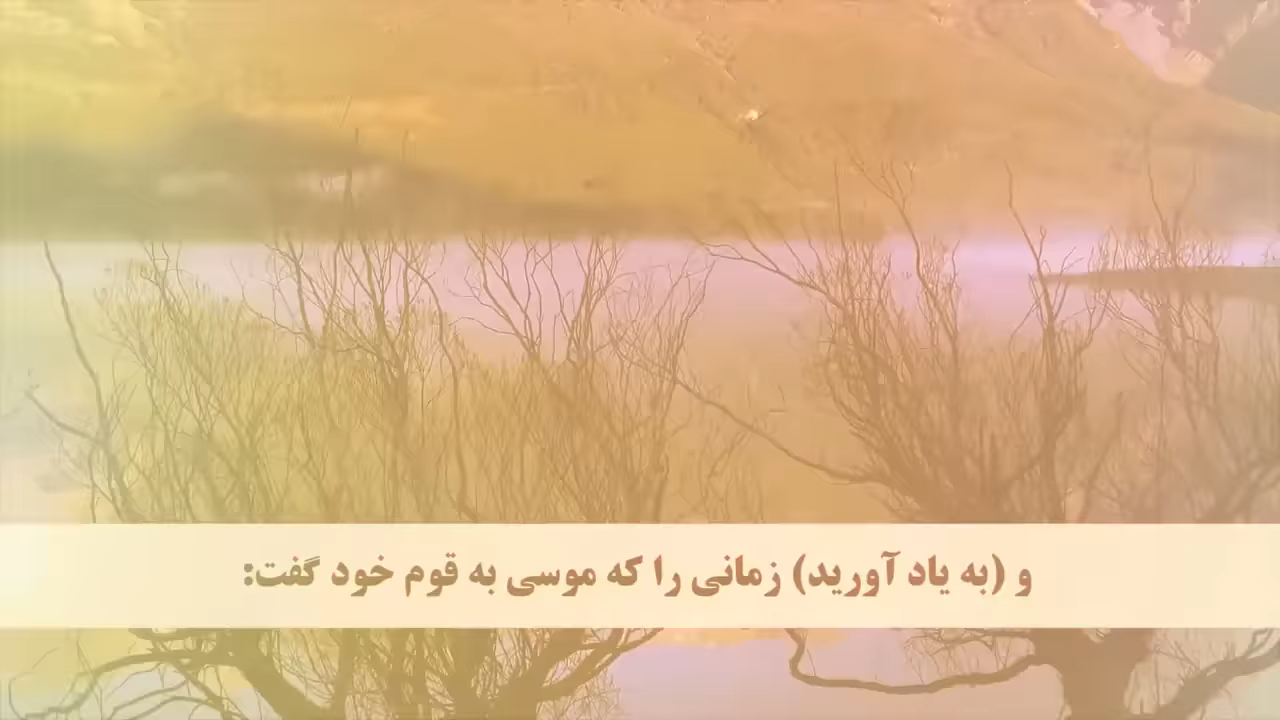 و (به یاد آورید) زمانی را که موسی به قوم خود گفت: